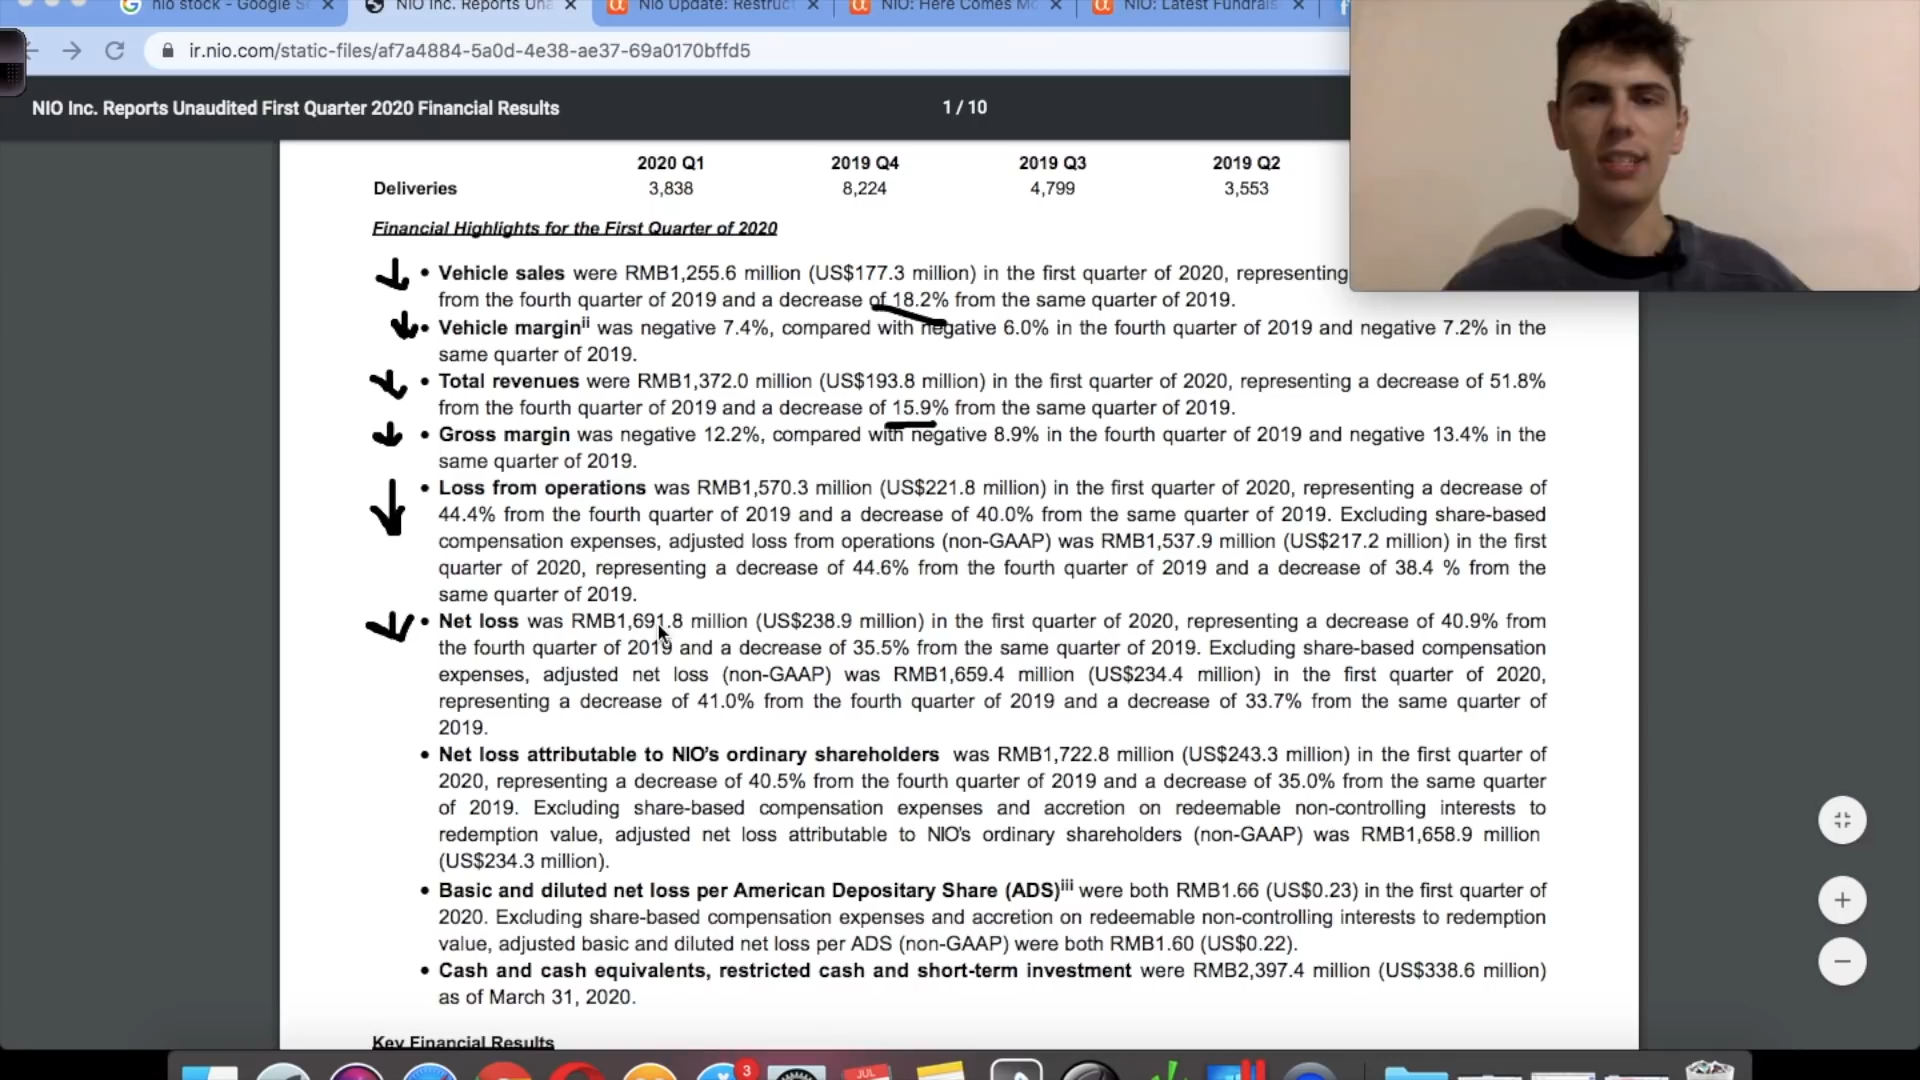 nio stock - Google S
NIO Inc. Reports Una
Nio Update: Restruct
NIO: Here Comes Mo
NIO: Latest Fundrais
ir.nio.com/static-files/af7a4884-5a0d-4e38-ae37-69a0170bffd5
NIO Inc. Reports Unaudited First Quarter 2020 Financial Results
1 / 10
2020 Q1 2019 Q4 2019 Q3 2019 Q2
Deliveries 3,838 8,224 4,799 3,553
Financial Highlights for the First Quarter of 2020
• Vehicle sales were RMB1,255.6 million (US$177.3 million) in the first quarter of 2020, representing
from the fourth quarter of 2019 and a decrease of 18.2% from the same quarter of 2019.
• Vehicle marginii was negative 7.4%, compared with negative 6.0% in the fourth quarter of 2019 and negative 7.2% in the
same quarter of 2019.
• Total revenues were RMB1,372.0 million (US$193.8 million) in the first quarter of 2020, representing a decrease of 51.8%
from the fourth quarter of 2019 and a decrease of 15.9% from the same quarter of 2019.
• Gross margin was negative 12.2%, compared with negative 8.9% in the fourth quarter of 2019 and negative 13.4% in the
same quarter of 2019.
• Loss from operations was RMB1,570.3 million (US$221.8 million) in the first quarter of 2020, representing a decrease of
44.4% from the fourth quarter of 2019 and a decrease of 40.0% from the same quarter of 2019. Excluding share-based
compensation expenses, adjusted loss from operations (non-GAAP) was RMB1,537.9 million (US$217.2 million) in the first
quarter of 2020, representing a decrease of 44.6% from the fourth quarter of 2019 and a decrease of 38.4 % from the
same quarter of 2019.
• Net loss was RMB1,691.8 million (US$238.9 million) in the first quarter of 2020, representing a decrease of 40.9% from
the fourth quarter of 2019 and a decrease of 35.5% from the same quarter of 2019. Excluding share-based compensation
expenses, adjusted net loss (non-GAAP) was RMB1,659.4 million (US$234.4 million) in the first quarter of 2020,
representing a decrease of 41.0% from the fourth quarter of 2019 and a decrease of 33.7% from the same quarter of
2019.
• Net loss attributable to NIO's ordinary shareholders was RMB1,722.8 million (US$243.3 million) in the first quarter of
2020, representing a decrease of 40.5% from the fourth quarter of 2019 and a decrease of 35.0% from the same quarter
of 2019. Excluding share-based compensation expenses and accretion on redeemable non-controlling interests to
redemption value, adjusted net loss attributable to NIO's ordinary shareholders (non-GAAP) was RMB1,658.9 million
(US$234.3 million).
• Basic and diluted net loss per American Depositary Share (ADS)iii were both RMB1.66 (US$0.23) in the first quarter of
2020. Excluding share-based compensation expenses and accretion on redeemable non-controlling interests to redemption
value, adjusted basic and diluted net loss per ADS (non-GAAP) were both RMB1.60 (US$0.22).
• Cash and cash equivalents, restricted cash and short-term investment were RMB2,397.4 million (US$338.6 million)
as of March 31, 2020.
Key Financial Results
3
JUL